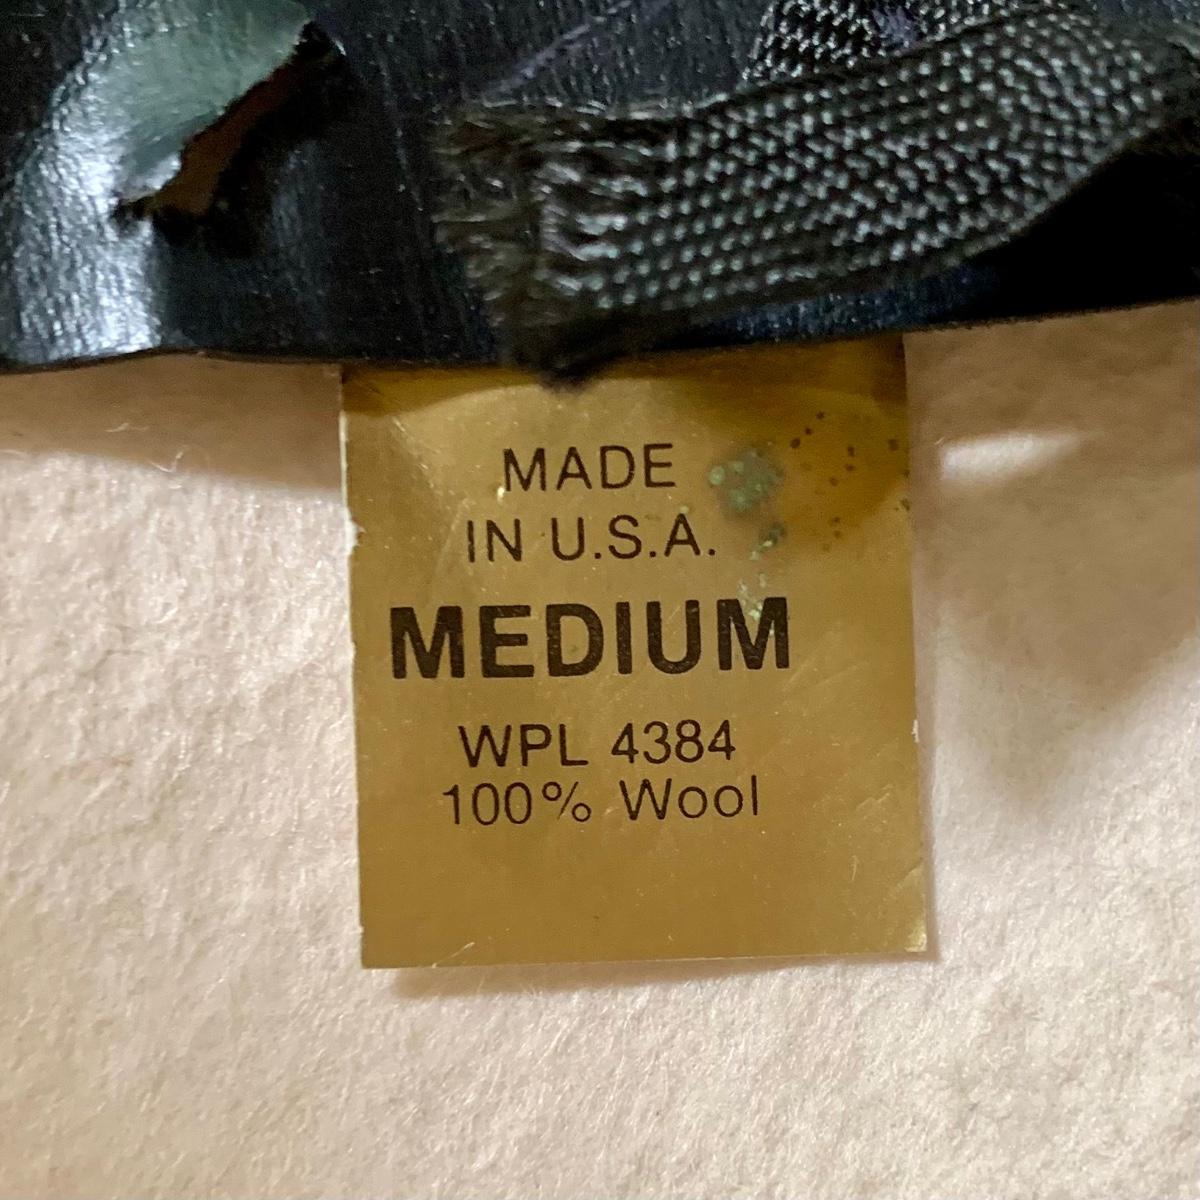 MADE
IN U.S.A.
MEDIUM
WPL 4384
100% Wool